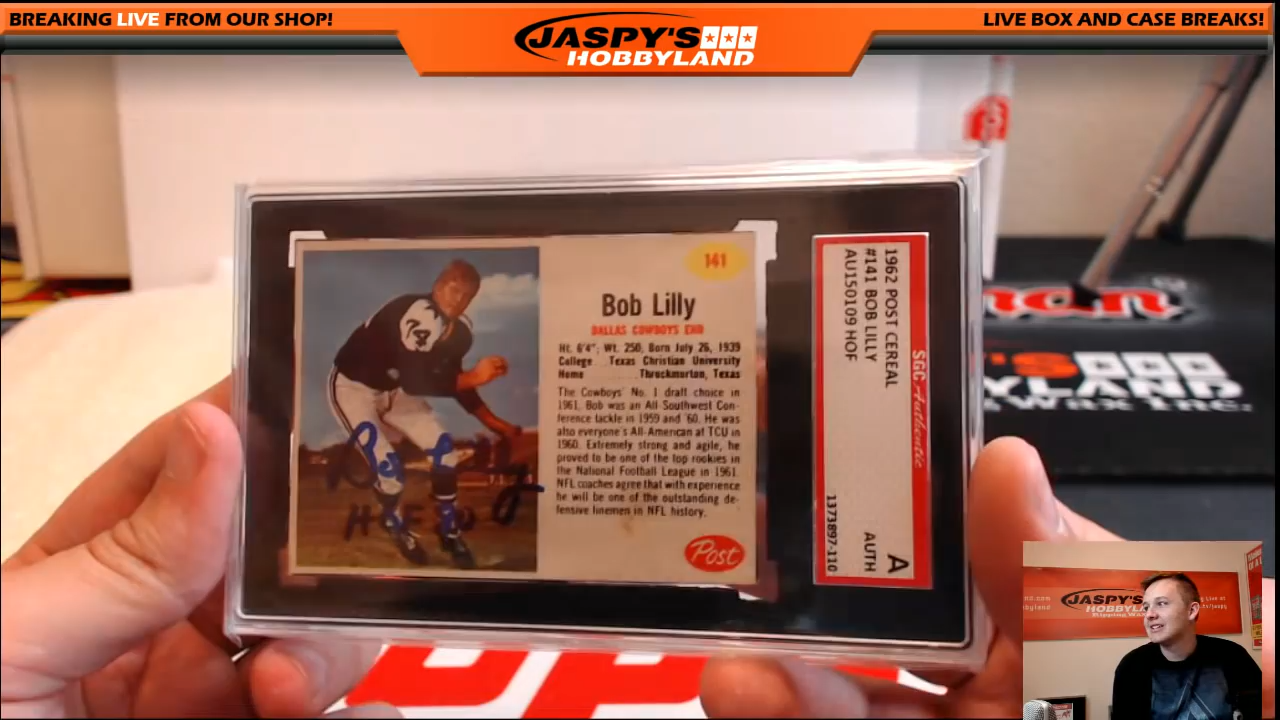 BREAKING LIVE FROM OUR SHOP!
JASPY'S
HOBBYLAND
LIVE BOX AND CASE BREAKS!
141
Bob Lilly
DALLAS COWBOYS END
Ht. 6'4"; Wt. 250, Born July 26, 1939
College . . Texas Christian University
Home . . . . Throckmorton, Texas
The Cowboys' No. 1 draft choice in
1961, Bob was an All Southwest Con-
ference tackle in 1959 and '60. He was
also everyone's All-American at TCU in
1960. Extremely strong and agile, he
proved to be one of the top rookies in
the National Football League in 1961.
NFL coaches agree that with experience
he will be one of the outstanding de-
fensive linemen in NFL history.
Post
74
Bob Lilly
HOF 80
1962 POST CEREAL
#141 BOB LILLY
AU150109 HOF
SGC Authentic
A
AUTH
1373897-110
JASPY'S
HOBBYLAND